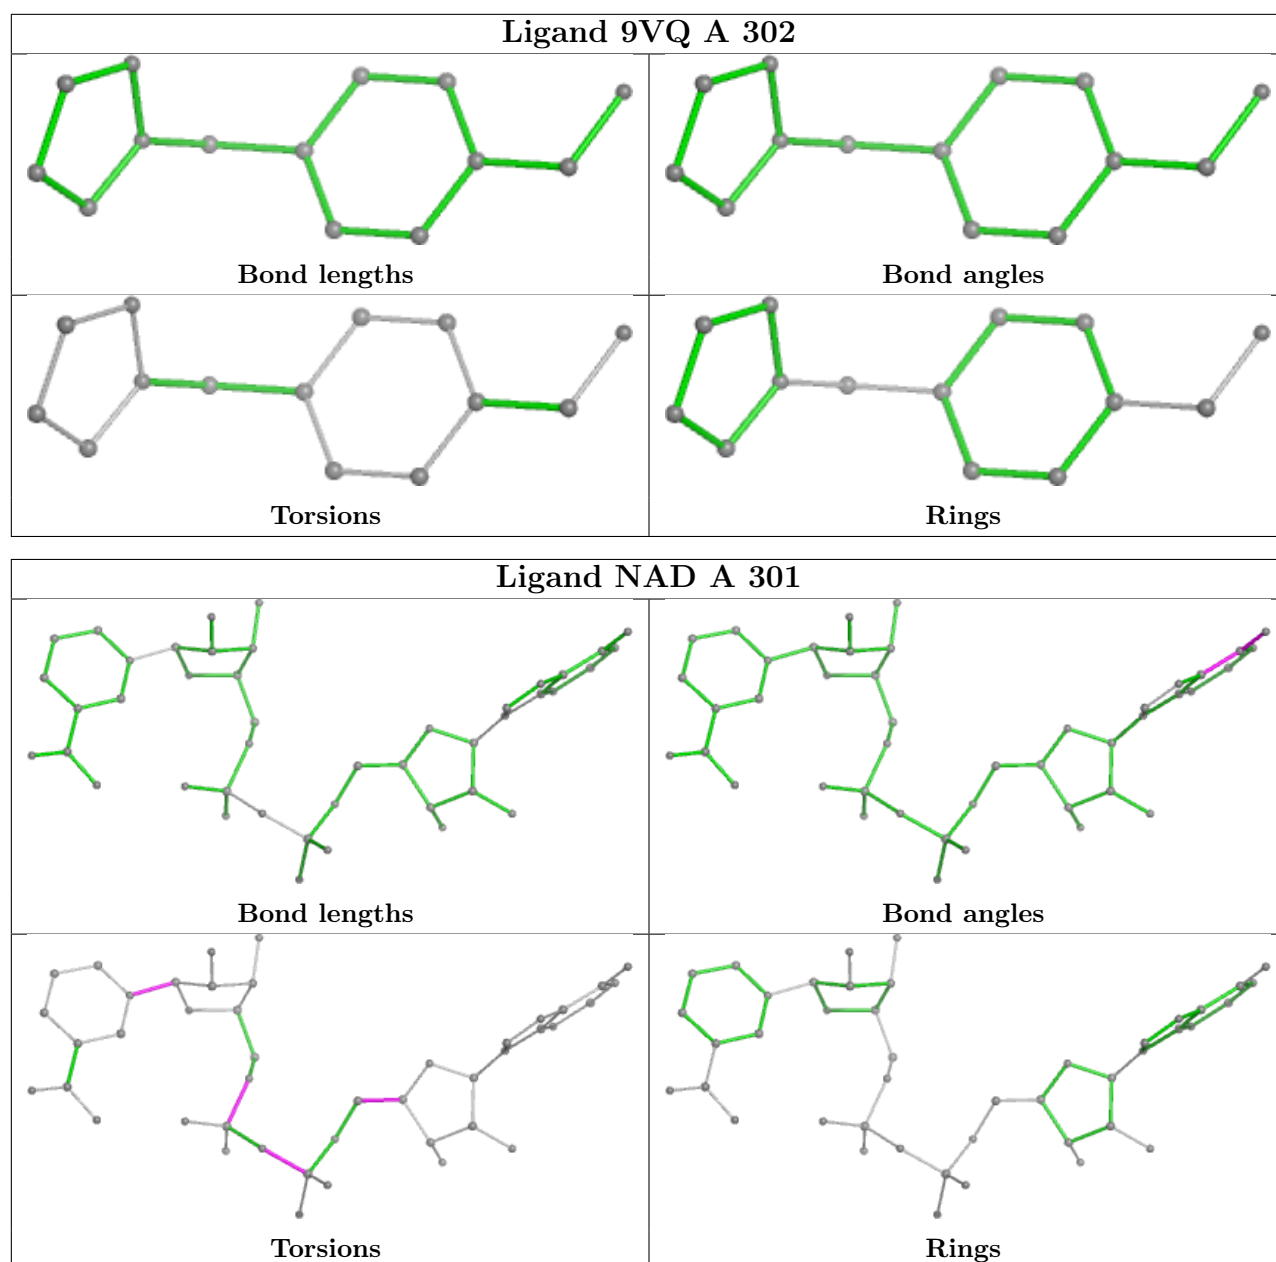 Ligand 9VQ A 302
Bond lengths
Bond angles
Torsions
Rings
Ligand NAD A 301
Bond lengths
Bond angles
Torsions
Rings